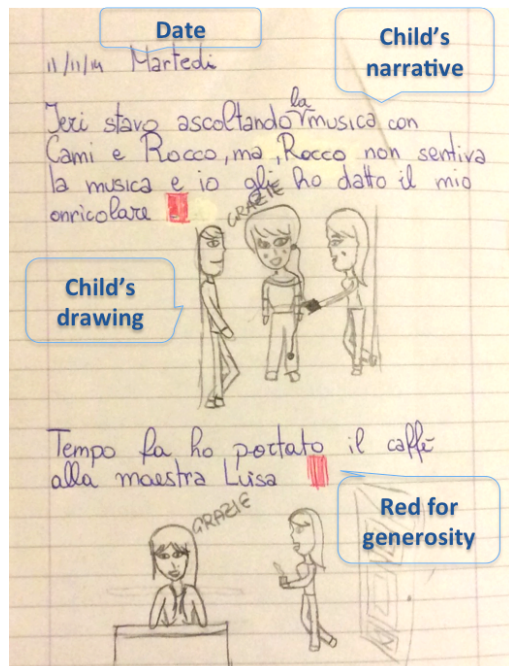 Date
11/11/14 Martedì
Child's
narrative
Jeri stavo ascoltando la musica con
Cami e Rocco, ma, Rocco non sentiva
la musica e io gli ho datto il mio
onricolare
GRAZIE
Child's
drawing
Tempo fa ho portato il caffè
alla maestra Luisa
Red for
generosity
GRAZIE